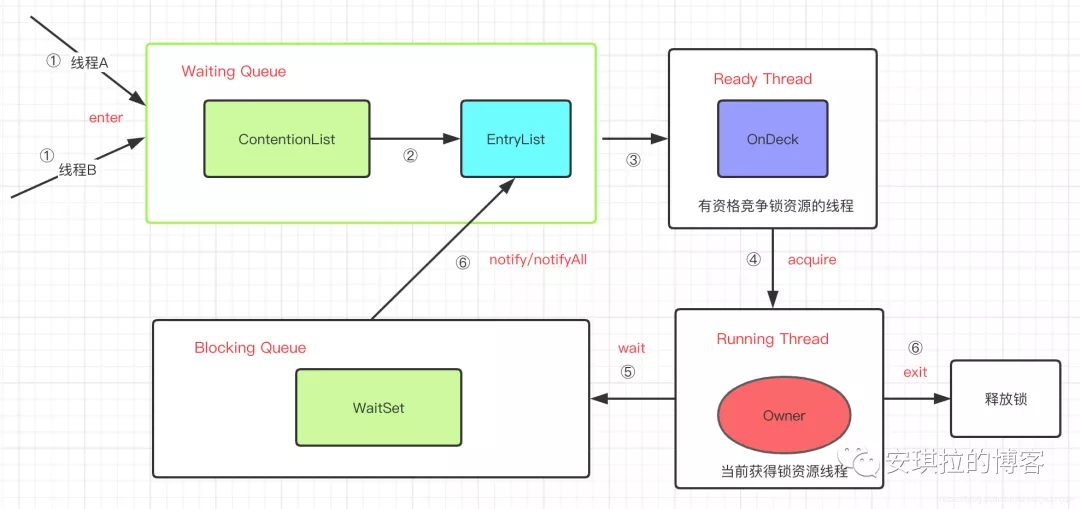 ① 线程A
enter
① 线程B
Waiting Queue
ContentionList
②
EntryList
③
Ready Thread
OnDeck
有资格竞争锁资源的线程
④ acquire
⑥ notify/notifyAll
Blocking Queue
WaitSet
wait
⑤
Running Thread
Owner
当前获得锁资源线程
⑥
exit
释放锁
安琪拉的博客